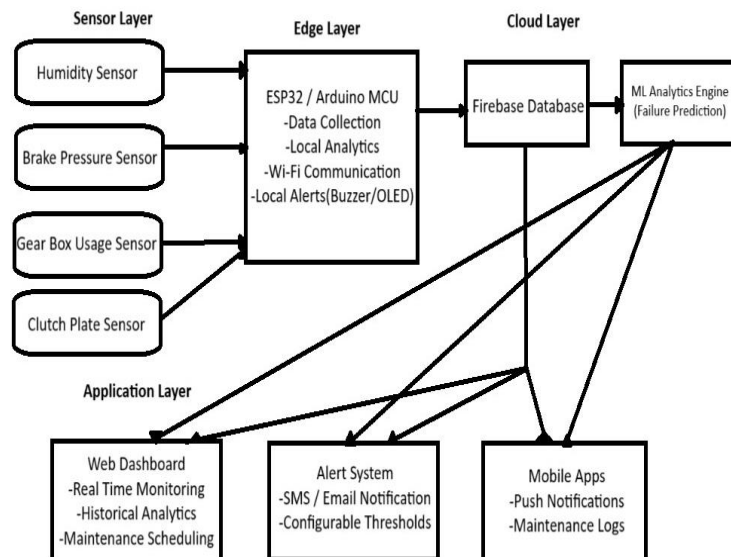 Sensor Layer
Humidity Sensor
Brake Pressure Sensor
Gear Box Usage Sensor
Clutch Plate Sensor
Edge Layer
ESP32 / Arduino MCU
-Data Collection
-Local Analytics
-Wi-Fi Communication
-Local Alerts(Buzzer/OLED)
Cloud Layer
Firebase Database
ML Analytics Engine
(Failure Prediction)
Application Layer
Web Dashboard
-Real Time Monitoring
-Historical Analytics
-Maintenance Scheduling
Alert System
-SMS / Email Notification
-Configurable Thresholds
Mobile Apps
-Push Notifications
-Maintenance Logs